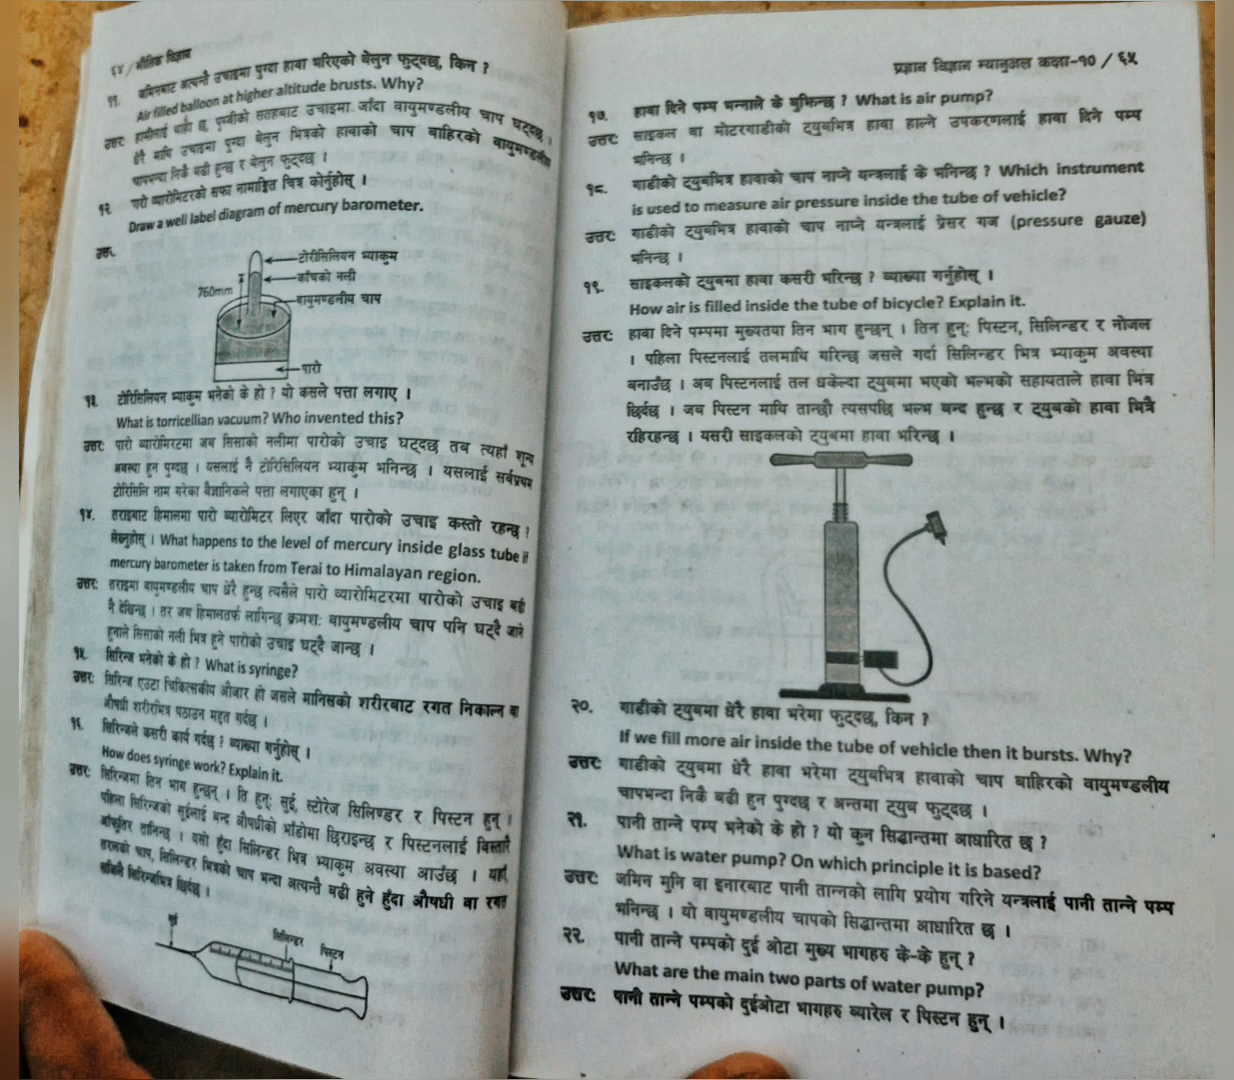 ६४ / भौतिक विज्ञान
११. जमिनबाट अत्यन्तै उचाइमा पुग्दा हावा भरिएको बेलुन फुट्दछ, किन ?
Air filled balloon at higher altitude brusts. Why?
उत्तरः हामीलाई थाहा छ, पृथ्वीको सतहबाट उचाइमा जाँदा वायुमण्डलीय चाप घट्दछ ।
धेरै माथि उचाइमा पुग्दा बेलुन भित्रको हावाको चाप बाहिरको वायुमण्डलीय
चापभन्दा निकै बढी हुन्छ र बेलुन फुट्दछ ।
१२. पारो ब्यारोमिटरको सफा नामाङ्कित चित्र कोर्नुहोस् ।
Draw a well label diagram of mercury barometer.
उत्तर
टोरीसिलियन भ्याकुम
काँचको नली
760mm
वायुमण्डलीय चाप
पारो
१३. टोरिसिलियन भ्याकुम भनेको के हो ? यो कसले पत्ता लगाए ।
What is torricellian vacuum? Who invented this?
उत्तरः पारो ब्यारोमिरटमा जब सिसाको नलीमा पारोको उचाइ घट्दछ तब त्यहाँ शून्य
अवस्था हुन पुग्दछ । यसलाई नै टोरिसिलियन भ्याकुम भनिन्छ । यसलाई सर्वप्रथम
टोरिसिलि नाम गरेका वैज्ञानिकले पत्ता लगाएका हुन् ।
१४. तराइबाट हिमालमा पारो ब्यारोमिटर लिएर जाँदा पारोको उचाइ कस्तो रहन्छ ?
लेख्नुहोस् । What happens to the level of mercury inside glass tube if
mercury barometer is taken from Terai to Himalayan region.
उत्तरः तराइमा वायुमण्डलीय चाप धेरै हुन्छ त्यसैले पारो ब्यारोमिटरमा पारोको उचाइ बढी
नै देखिन्छ । तर जब हिमालतर्फ लागिन्छ क्रमशः वायुमण्डलीय चाप पनि घट्दै जाने
हुनाले सिसाको नली भित्र हुने पारोको उचाइ घट्दै जान्छ ।
१५. सिरिन्ज भनेको के हो ? What is syringe?
उत्तरः सिरिन्ज एउटा चिकित्सकीय औजार हो जसले मानिसको शरीरबाट रगत निकाल्न वा
औषधी शरीरभित्र पठाउन मद्दत गर्दछ ।
१६. सिरिन्जले कसरी कार्य गर्दछ ? व्याख्या गर्नुहोस् ।
How does syringe work? Explain it.
उत्तरः सिरिन्जमा तिन भाग हुन्छन् । ति हुन्: सुई, स्टोरेज सिलिण्डर र पिस्टन हुन् ।
पहिला सिरिन्जको सुईलाई बन्द औषधीको भाँडोमा छिराइन्छ र पिस्टनलाई विस्तारै
आफूतिर तानिन्छ । यसो हुँदा सिलिन्डर भित्र भ्याकुम अवस्था आउँछ । यहाँ,
तरलको चाप, सिलिन्डर भित्रको चाप भन्दा अत्यन्तै बढी हुने हुँदा औषधी वा रगत
सजिलै सिरिन्जभित्र छिर्दछ ।
सुई
सिलिन्डर
पिस्टन
प्रज्ञान विज्ञान म्यानुअल कक्षा-१० / ६५
१७. हावा दिने पम्प भन्नाले के बुझिन्छ ? What is air pump?
उत्तरः साइकल वा मोटरगाडीको ट्युबभित्र हावा हाल्ने उपकरणलाई हावा दिने पम्प
भनिन्छ ।
१८. गाडीको ट्युबभित्र हावाको चाप नाप्ने यन्त्रलाई के भनिन्छ ? Which instrument
is used to measure air pressure inside the tube of vehicle?
उत्तरः गाडीको ट्युबभित्र हावाको चाप नाप्ने यन्त्रलाई प्रेसर गज (pressure gauze)
भनिन्छ ।
१९. साइकलको ट्युबमा हावा कसरी भरिन्छ ? व्याख्या गर्नुहोस् ।
How air is filled inside the tube of bicycle? Explain it.
उत्तरः हावा दिने पम्पमा मुख्यतया तिन भाग हुन्छन् । तिन हुन्: पिस्टन, सिलिन्डर र नोजल
। पहिला पिस्टनलाई तलमाथि गरिन्छ जसले गर्दा सिलिन्डर भित्र भ्याकुम अवस्था
बनाउँछ । अब पिस्टनलाई तल धकेल्दा ट्युबमा भएको भल्भको सहायताले हावा भित्र
छिर्दछ । जब पिस्टन माथि तान्छौ त्यसपछि भल्भ बन्द हुन्छ र ट्युबको हावा भित्रै
रहिरहन्छ । यसरी साइकलको ट्युबमा हावा भरिन्छ ।
२०. गाडीको ट्युबमा धेरै हावा भरेमा फुट्दछ, किन ?
If we fill more air inside the tube of vehicle then it bursts. Why?
उत्तरः गाडीको ट्युबमा धेरै हावा भरेमा ट्युबभित्र हावाको चाप बाहिरको वायुमण्डलीय
चापभन्दा निकै बढी हुन पुग्दछ र अन्तमा ट्युब फुट्दछ ।
२१. पानी तान्ने पम्प भनेको के हो ? यो कुन सिद्धान्तमा आधारित छ ?
What is water pump? On which principle it is based?
उत्तरः जमिन मुनि वा इनारबाट पानी तान्नको लागि प्रयोग गरिने यन्त्रलाई पानी तान्ने पम्प
भनिन्छ । यो वायुमण्डलीय चापको सिद्धान्तमा आधारित छ ।
२२. पानी तान्ने पम्पको दुई ओटा मुख्य भागहरु के-के हुन् ?
What are the main two parts of water pump?
उत्तरः पानी तान्ने पम्पको दुईओटा भागहरु ब्यारेल र पिस्टन हुन् ।